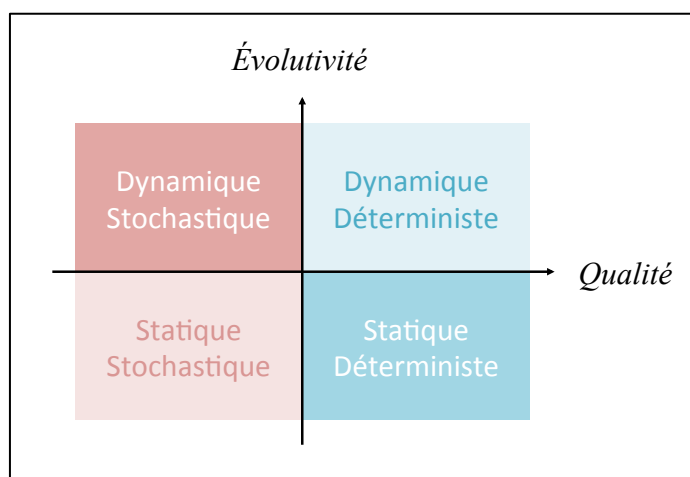 Évolutivité
Dynamique
Stochastique
Dynamique
Déterministe
Qualité
Statique
Stochastique
Statique
Déterministe